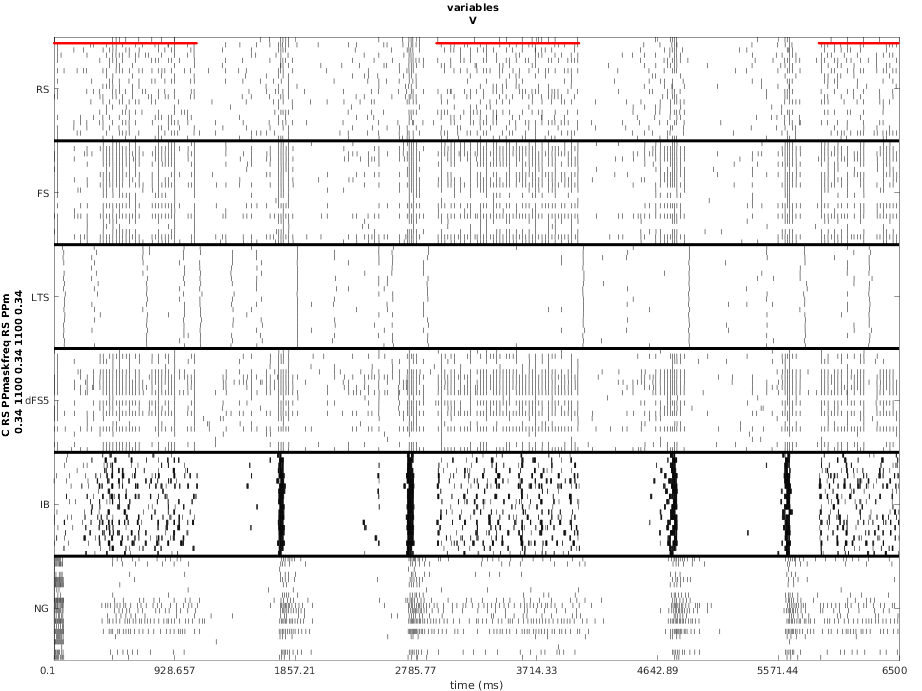 variables
V
RS
FS
LTS
dFS5
IB
NG
C RS PPmaskfreq RS PPm
0.34 1100 0.34 1100 0.34
0.1 928.657 1857.21 2785.77 3714.33 4642.89 5571.44 6500
time (ms)